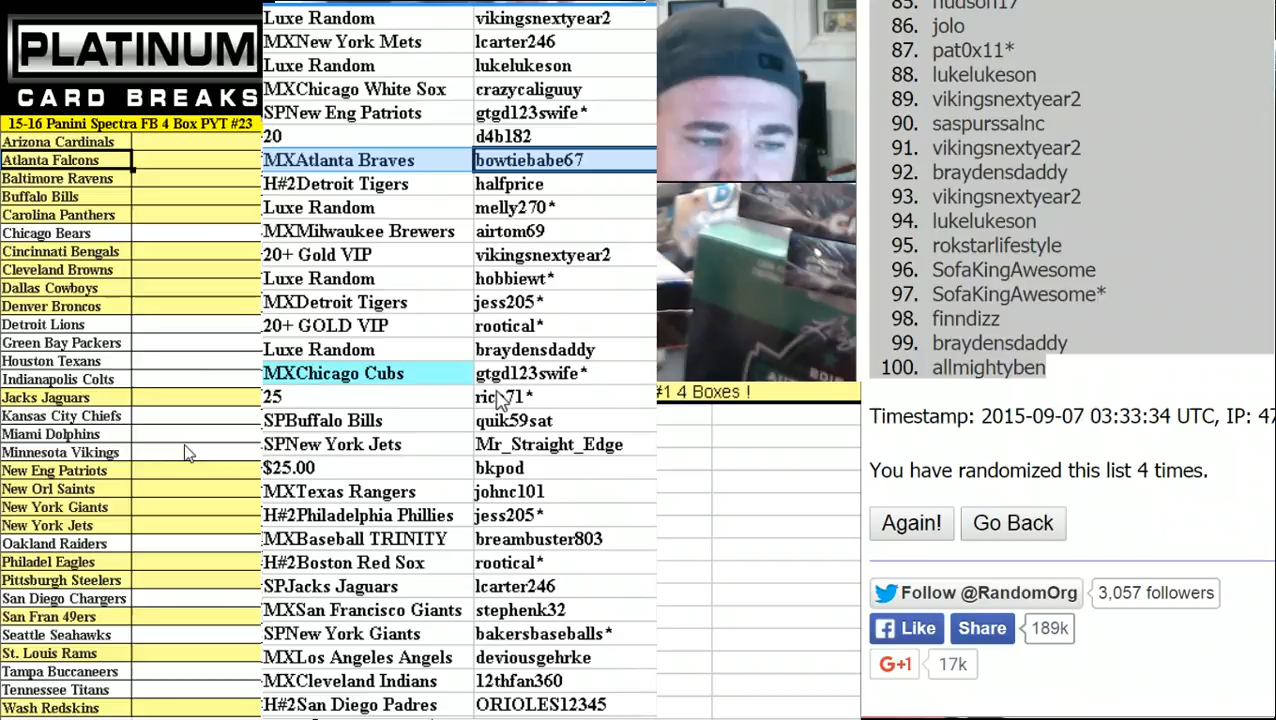 PLATINUM
CARD BREAKS
15-16 Panini Spectra FB 4 Box PYT #23
Arizona Cardinals
Atlanta Falcons
Baltimore Ravens
Buffalo Bills
Carolina Panthers
Chicago Bears
Cincinnati Bengals
Cleveland Browns
Dallas Cowboys
Denver Broncos
Detroit Lions
Green Bay Packers
Houston Texans
Indianapolis Colts
Jacks Jaguars
Kansas City Chiefs
Miami Dolphins
Minnesota Vikings
New Eng Patriots
New Orl Saints
New York Giants
New York Jets
Oakland Raiders
Philadel Eagles
Pittsburgh Steelers
San Diego Chargers
San Fran 49ers
Seattle Seahawks
St. Louis Rams
Tampa Buccaneers
Tennessee Titans
Wash Redskins
Luxe Random vikingsnextyear2
MXNew York Mets lcarter246
Luxe Random lukelukeson
MXChicago White Sox crazycaliguuy
SPNew Eng Patriots gtgd123swife*
20 d4b182
MXAtlanta Braves bowtiebabe67
H#2Detroit Tigers halfprice
Luxe Random melly270*
MXMilwaukee Brewers airtom69
20+ Gold VIP vikingsnextyear2
Luxe Random hobbiewt*
MXDetroit Tigers jess205*
20+ GOLD VIP rootical*
Luxe Random braydensdaddy
MXChicago Cubs gtgd123swife*
25
SPBuffalo Bills quik59sat
SPNew York Jets Mr_Straight_Edge
$25.00 bkpod
MXTexas Rangers johnc101
H#2Philadelphia Phillies jess205*
MXBaseball TRINITY breambuster803
H#2Boston Red Sox rootical*
SPJacks Jaguars lcarter246
MXSan Francisco Giants stephenk32
SPNew York Giants bakersbaseballs*
MXLos Angeles Angels deviousgehrke
MXCleveland Indians 12thfan360
H#2San Diego Padres ORIOLES12345
#1 4 Boxes !
85. hudson17
86. jolo
87. pat0x11*
88. lukelukeson
89. vikingsnextyear2
90. saspurssalnc
91. vikingsnextyear2
92. braydensdaddy
93. vikingsnextyear2
94. lukelukeson
95. rokstarlifestyle
96. SofaKingAwesome
97. SofaKingAwesome*
98. finndizz
99. braydensdaddy
100. allmightyben
Timestamp: 2015-09-07 03:33:34 UTC, IP: 47
You have randomized this list 4 times.
Again! Go Back
Follow @RandomOrg 3,057 followers
Like Share 189k
G+1 17k